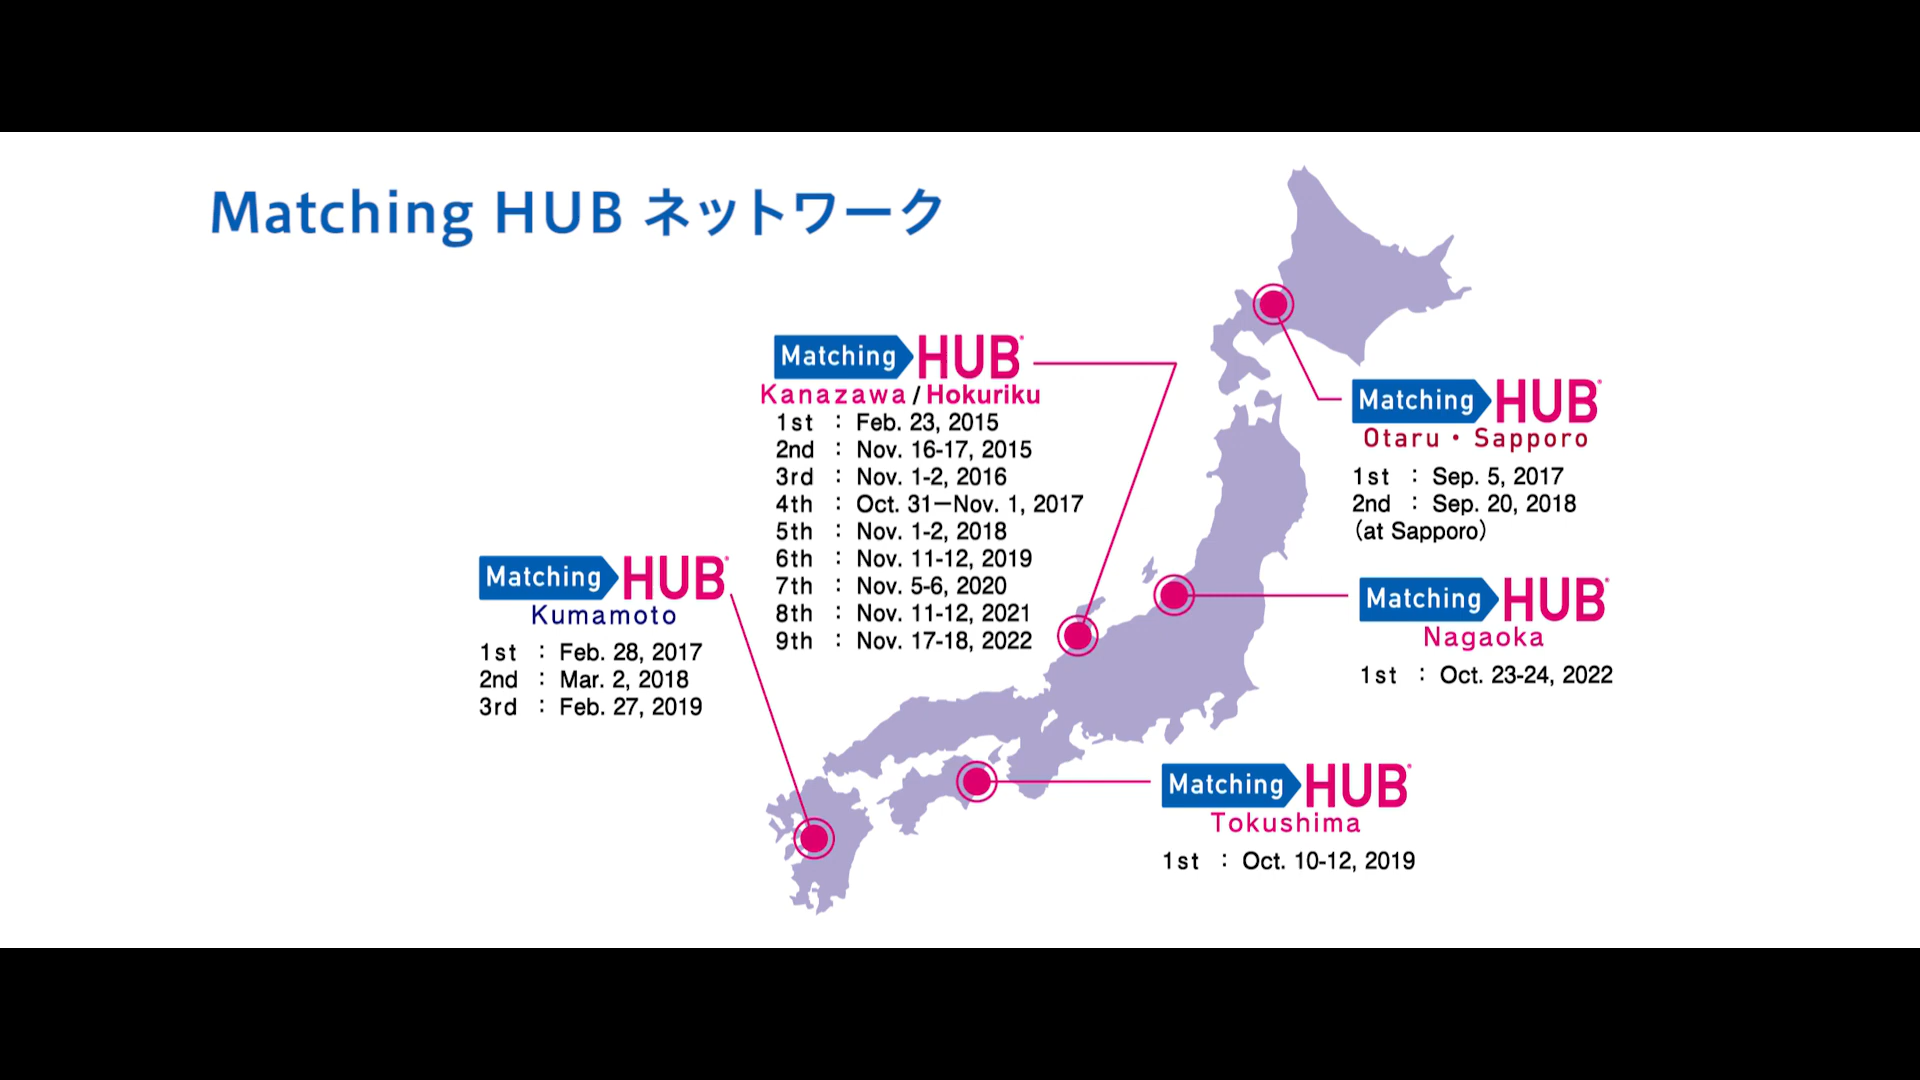 Matching HUB ネットワーク
Matching HUB®
Kanazawa / Hokuriku
1st : Feb. 23, 2015
2nd : Nov. 16-17, 2015
3rd : Nov. 1-2, 2016
4th : Oct. 31－Nov. 1, 2017
5th : Nov. 1-2, 2018
6th : Nov. 11-12, 2019
7th : Nov. 5-6, 2020
8th : Nov. 11-12, 2021
9th : Nov. 17-18, 2022
Matching HUB®
Otaru・Sapporo
1st : Sep. 5, 2017
2nd : Sep. 20, 2018
(at Sapporo)
Matching HUB®
Kumamoto
1st : Feb. 28, 2017
2nd : Mar. 2, 2018
3rd : Feb. 27, 2019
Matching HUB®
Nagaoka
1st : Oct. 23-24, 2022
Matching HUB®
Tokushima
1st : Oct. 10-12, 2019